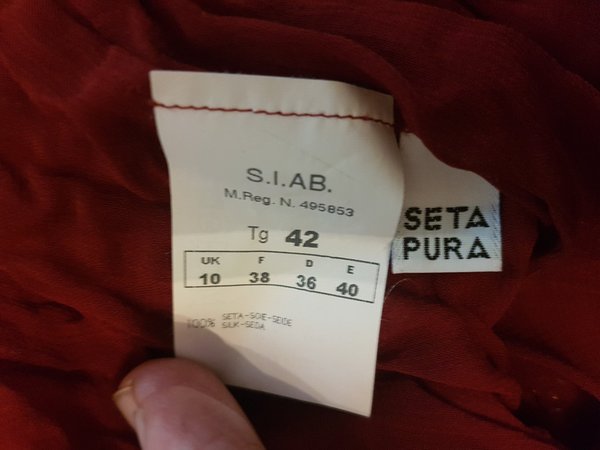 S.I.AB.
M.Reg. N. 495853
Tg 42
UK F D E
10 38 36 40
100% SETA-SOIE-SEIDE
SILK-SEDA
SETA
PURA